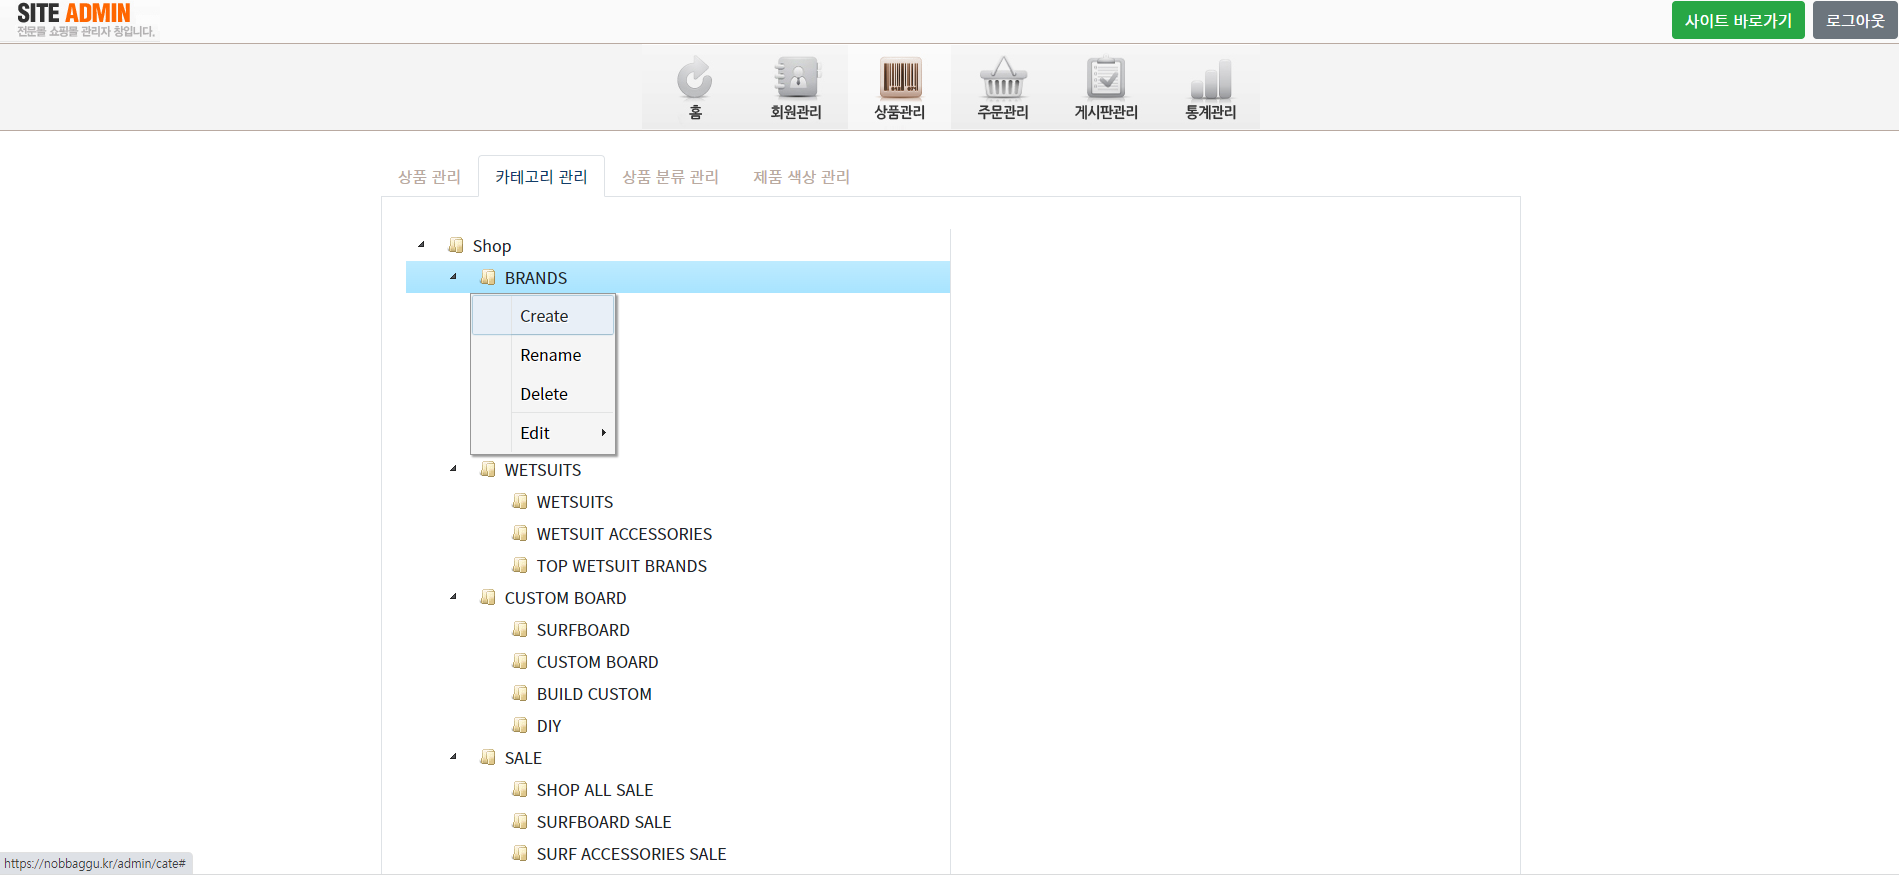 SITE ADMIN
전문몰 쇼핑몰 관리자 창입니다.
사이트 바로가기
로그아웃
홈
회원관리
상품관리
주문관리
게시판관리
통계관리
상품 관리
카테고리 관리
상품 분류 관리
제품 색상 관리
Shop
BRANDS
Create
Rename
Delete
Edit
WETSUITS
WETSUITS
WETSUIT ACCESSORIES
TOP WETSUIT BRANDS
CUSTOM BOARD
SURFBOARD
CUSTOM BOARD
BUILD CUSTOM
DIY
SALE
SHOP ALL SALE
SURFBOARD SALE
SURF ACCESSORIES SALE
https://nobbaggu.kr/admin/cate#